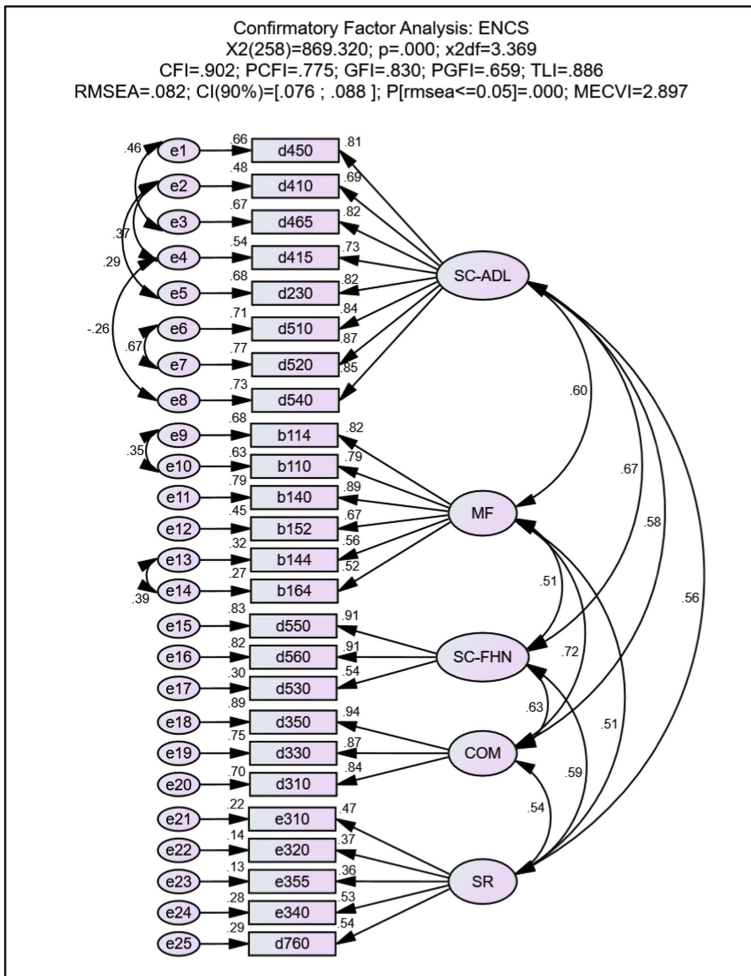 Confirmatory Factor Analysis: ENCS
X2(258)=869.320; p=.000; x2df=3.369
CFI=.902; PCFI=.775; GFI=.830; PGFI=.659; TLI=.886
RMSEA=.082; CI(90%)=[.076 ; .088 ]; P[rmsea<=0.05]=.000; MECVI=2.897
.46 e1 .66 d450 .81
e2 .48 d410 .69
e3 .67 d465 .82
.37 e4 .54 d415 .73
SC-ADL
.29 e5 .68 d230 .82
-.26 e6 .71 d510 .84
.67 e7 .77 d520 .87
e8 .73 d540 .85
.60
e9 .68 b114 .82
.35 e10 .63 b110 .79
.67
e11 .79 b140 .89
MF
.58
e12 .45 b152 .67
e13 .32 b144 .56
.39 e14 .27 b164 .52
.51
.56
e15 .83 d550 .91
.72
e16 .82 d560 .91
SC-FHN
e17 .30 d530 .54
.63
e18 .89 d350 .94
.51
e19 .75 d330 .87
COM
.59
e20 .70 d310 .84
.54
e21 .22 e310 .47
e22 .14 e320 .37
e23 .13 e355 .36
SR
e24 .28 e340 .53
e25 .29 d760 .54